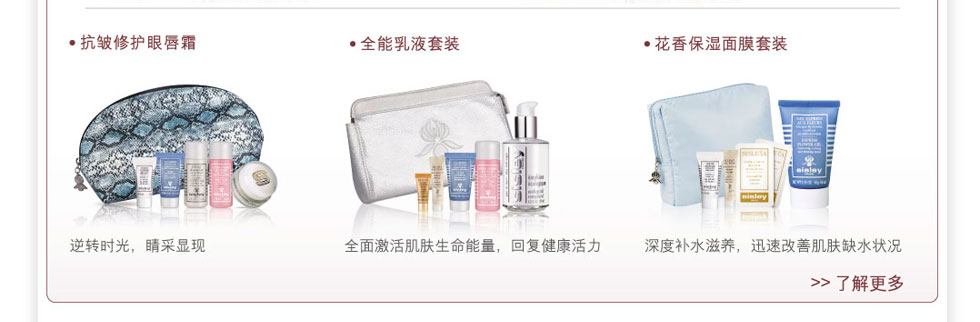 • 抗皱修护眼唇霜
• 全能乳液套装
• 花香保湿面膜套装
sisley
sisley
sisley
逆转时光，睛采显现
全面激活肌肤生命能量，回复健康活力
深度补水滋养，迅速改善肌肤缺水状况
>> 了解更多